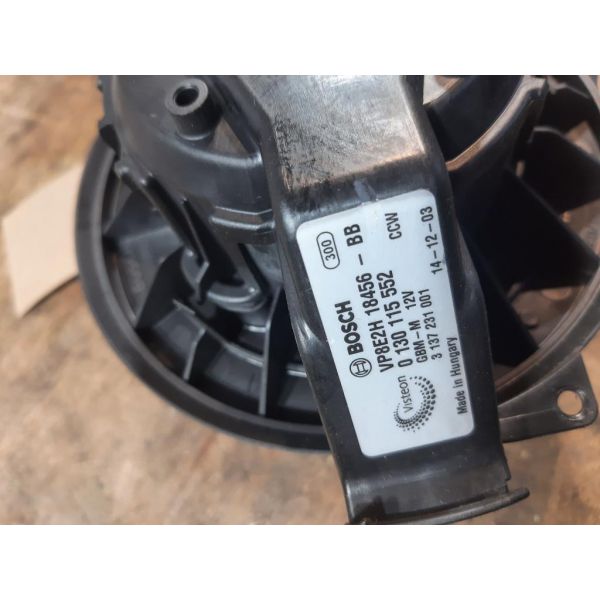 300
BOSCH
VP8E2H 18456 - BB
0 130 115 552 CCW
GBM-M 12V
3 137 231 001 14-12-03
Made in Hungary
Visteon